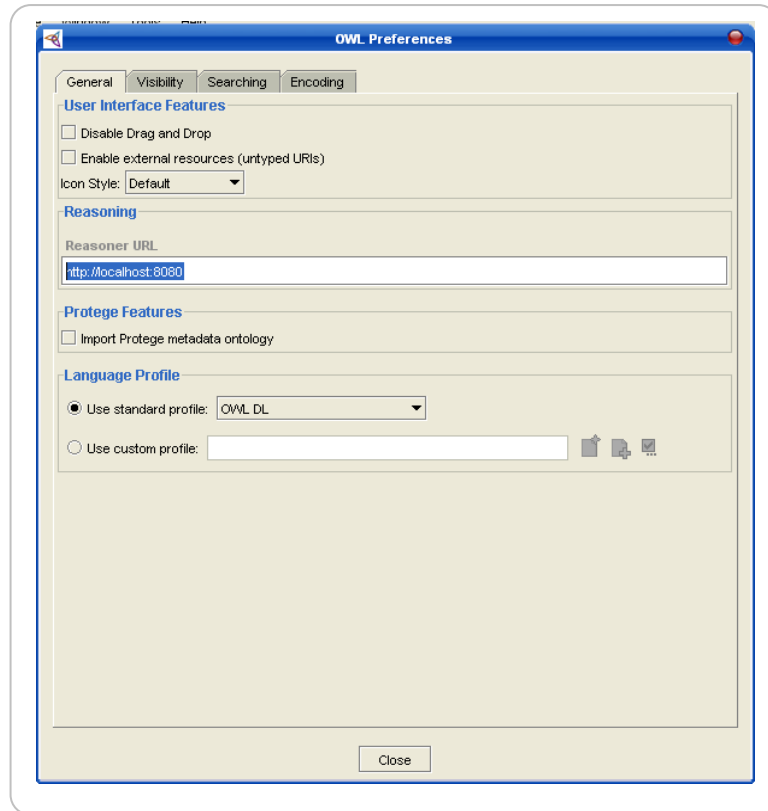 OWL Preferences
General Visibility Searching Encoding
User Interface Features
Disable Drag and Drop
Enable external resources (untyped URIs)
Icon Style: Default
Reasoning
Reasoner URL
http://localhost:8080
Protege Features
Import Protege metadata ontology
Language Profile
Use standard profile: OWL DL
Use custom profile:
Close